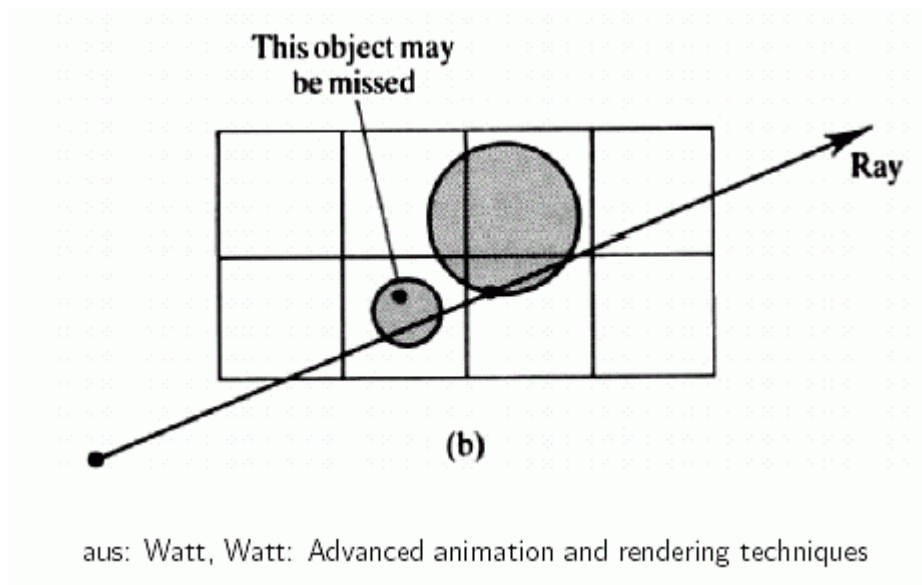 This object may
be missed
Ray
(b)
aus: Watt, Watt: Advanced animation and rendering techniques